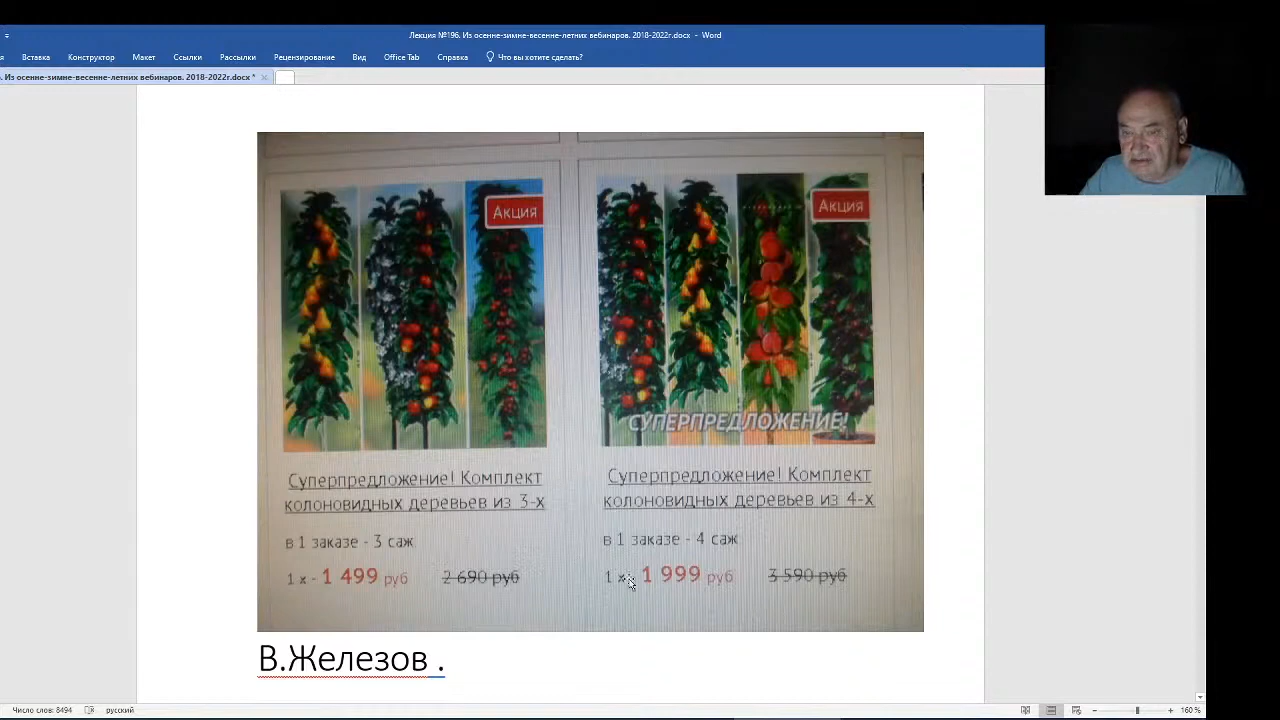 Лекция №196. Из осенне-зимне-весенне-летних вебинаров. 2018-2022г.docx - Word
Вставка Конструктор Макет Ссылки Рассылки Рецензирование Вид Office Tab Справка Что вы хотите сделать?
Из осенне-зимне-весенне-летних вебинаров. 2018-2022г.docx *
Акция
Акция
СУПЕРПРЕДЛОЖЕНИЕ!
Суперпредложение! Комплект
колоновидных деревьев из 3-х
в 1 заказе - 3 саж
1 х - 1 499 руб 2 690 руб
Суперпредложение! Комплект
колоновидных деревьев из 4-х
в 1 заказе - 4 саж
1 х - 1 999 руб 3 590 руб
В.Железов .
Число слов: 8494 русский 160 %